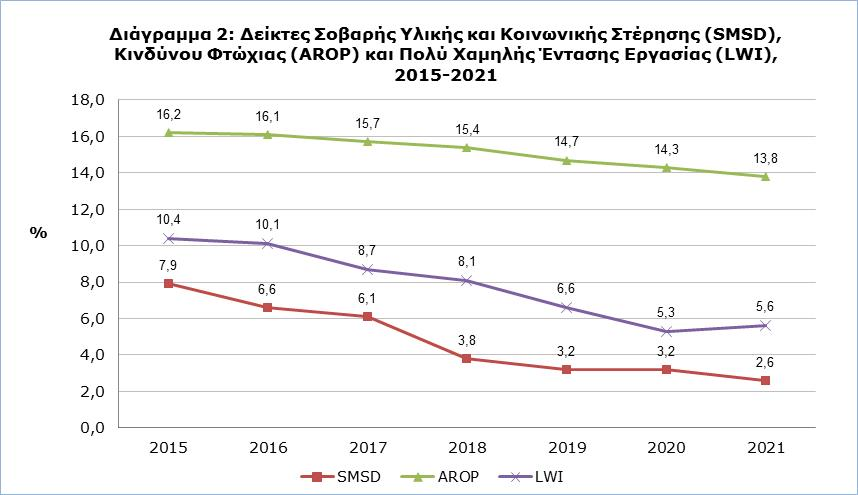 Διάγραμμα 2: Δείκτες Σοβαρής Υλικής και Κοινωνικής Στέρησης (SMSD),
Κινδύνου Φτώχιας (AROP) και Πολύ Χαμηλής Έντασης Εργασίας (LWI),
2015-2021
18,0
16,2 16,1 15,7 15,4 14,7 14,3 13,8
16,0
14,0
12,0
10,4 10,1 8,7 8,1 6,6 5,3 5,6
%
10,0
8,0
7,9 6,6 6,1 3,8 3,2 3,2 2,6
6,0
4,0
2,0
0,0
2015 2016 2017 2018 2019 2020 2021
SMSD AROP LWI